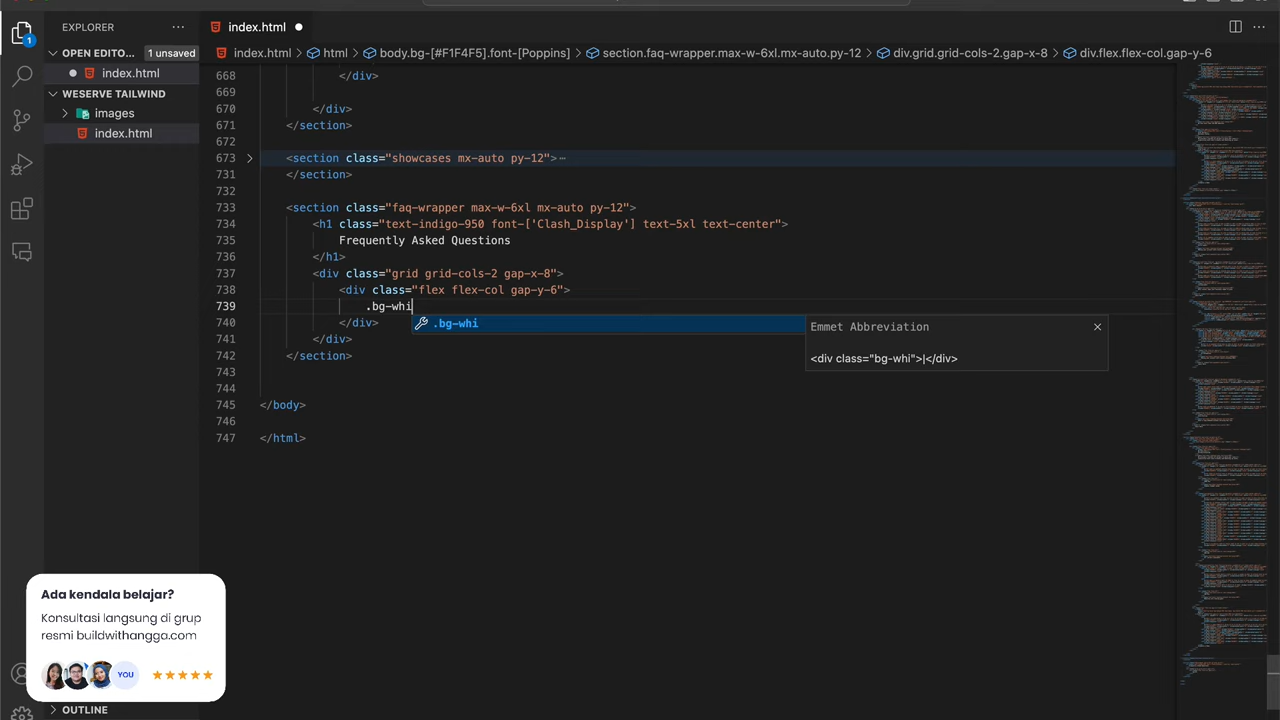 EXPLORER
index.html
OPEN EDITO... 1 unsaved
index.html
WESERVE TAILWIND
images
index.html
index.html > html > body.bg-[#F1F4F5].font-[Poppins] > section.faq-wrapper.max-w-6xl.mx-auto.py-12 > div.grid.grid-cols-2.gap-x-8 > div.flex.flex-col.gap-y-6
668 </div>
669
670 </div>
671 </section>
672
673 <section class="showcases mx-auto py-12">
731 </section>
732
733 <section class="faq-wrapper max-w-6xl mx-auto py-12">
734 <h1 class="text-indigo-950 font-['Clash_Display'] text-5xl text-center">
735 Frequently Asked Questions
736 </h1>
737 <div class="grid grid-cols-2 gap-x-8">
738 <div class="flex flex-col gap-y-6">
739 .bg-whi
740 </div>
741 </div>
742 </section>
743
744
745 </body>
746
747 </html>
.bg-whi
Emmet Abbreviation
<div class="bg-whi">|</div>
1
Ada kendala belajar?
Konsultasi langsung di grup
resmi buildwithangga.com
YOU
OUTLINE